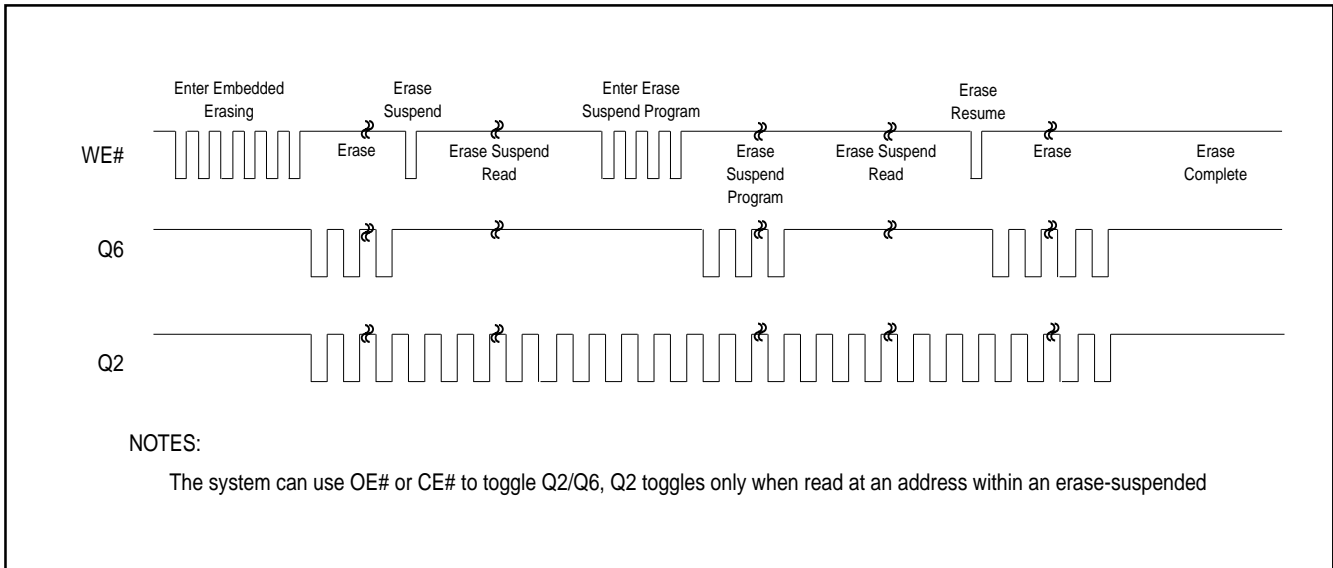 Enter Embedded
Erasing
Erase
Suspend
Enter Erase
Suspend Program
Erase
Resume
WE#
Erase
Erase Suspend
Read
Erase
Suspend
Program
Erase Suspend
Read
Erase
Erase
Complete
Q6
Q2
NOTES:
The system can use OE# or CE# to toggle Q2/Q6, Q2 toggles only when read at an address within an erase-suspended